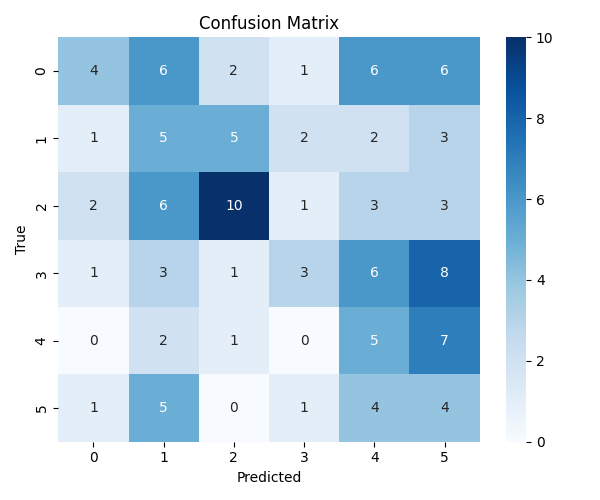 Confusion Matrix
0 4 6 2 1 6 6
1 1 5 5 2 2 3
2 2 6 10 1 3 3
3 1 3 1 3 6 8
4 0 2 1 0 5 7
5 1 5 0 1 4 4
0 1 2 3 4 5
Predicted
True
10
8
6
4
2
0